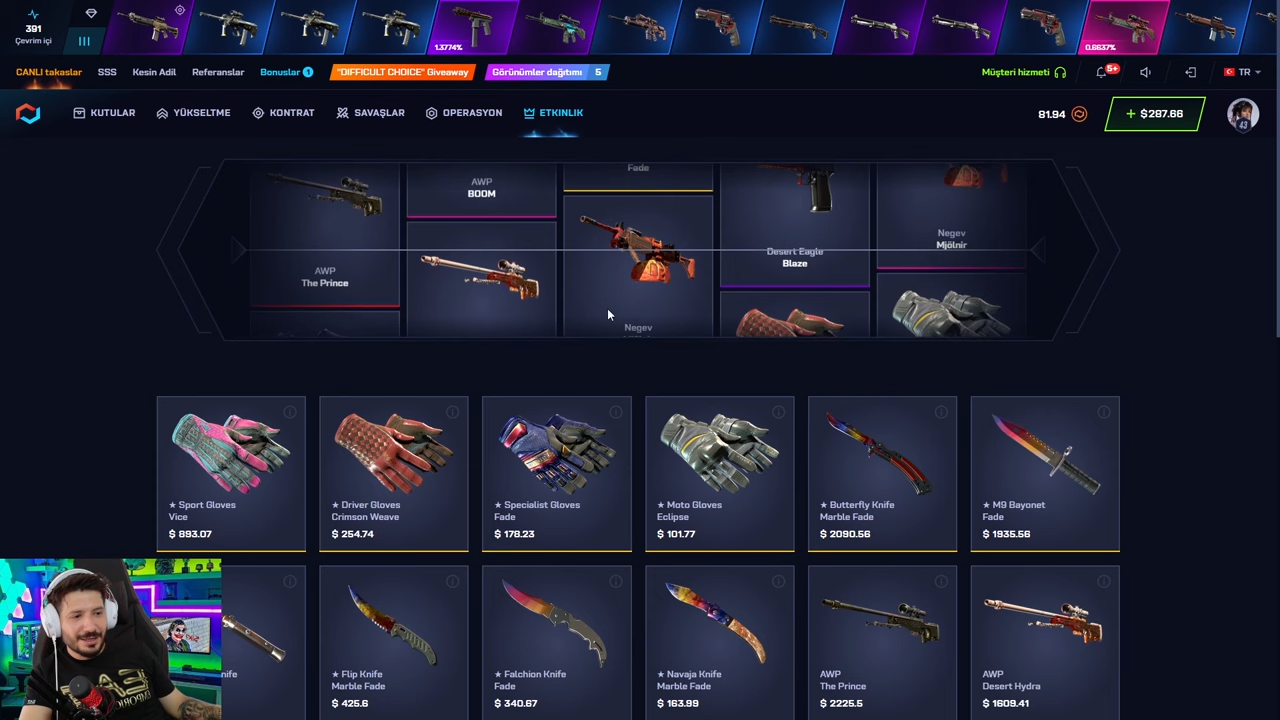 391
Çevrim içi
1.3774%
0.6637%
CANLI takaslar
SSS
Kesin Adil
Referanslar
Bonuslar 1
"DIFFICULT CHOICE" Giveaway
Görünümler dağıtımı 5
Müşteri hizmeti
5+
TR
KUTULAR
YÜKSELTME
KONTRAT
SAVAŞLAR
OPERASYON
ETKINLIK
81.94
+ $287.66
43
AWP
The Prince
AWP
BOOM
Fade
Negev
Desert Eagle
Blaze
Negev
Mjölnir
★ Sport Gloves
Vice
$ 893.07
★ Driver Gloves
Crimson Weave
$ 254.74
★ Specialist Gloves
Fade
$ 178.23
★ Moto Gloves
Eclipse
$ 101.77
★ Butterfly Knife
Marble Fade
$ 2090.56
★ M9 Bayonet
Fade
$ 1935.56
nife
★ Flip Knife
Marble Fade
$ 425.6
★ Falchion Knife
Fade
$ 340.67
★ Navaja Knife
Marble Fade
$ 163.99
AWP
The Prince
$ 2225.5
AWP
Desert Hydra
$ 1609.41